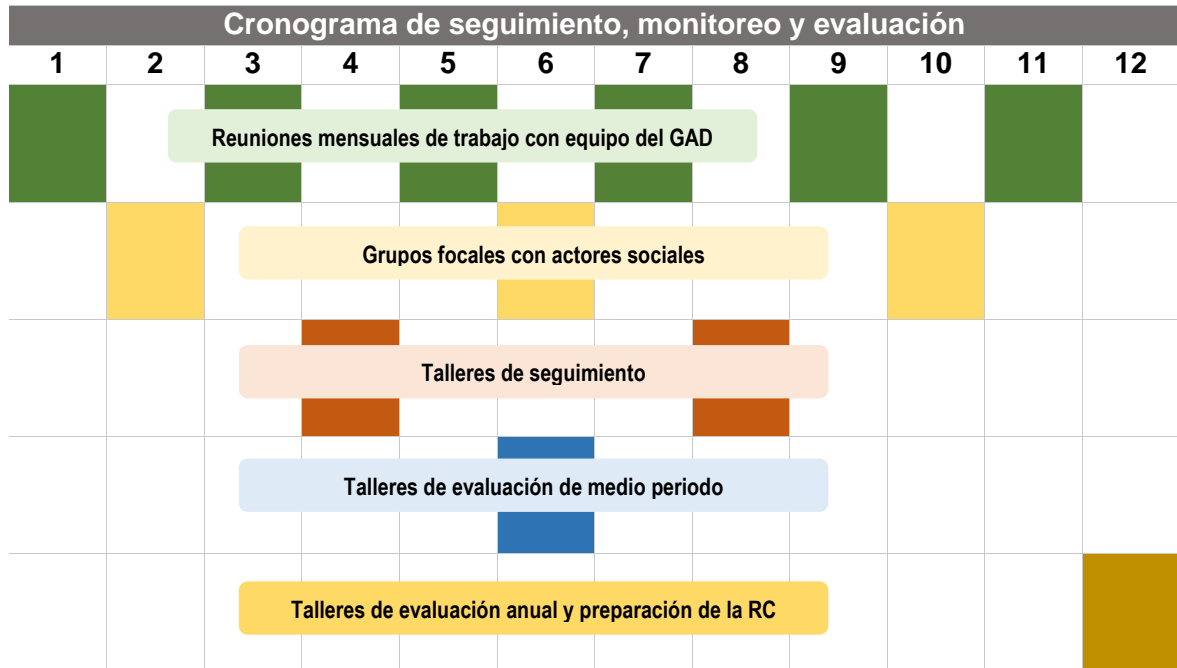 Cronograma de seguimiento, monitoreo y evaluación
1 2 3 4 5 6 7 8 9 10 11 12
Reuniones mensuales de trabajo con equipo del GAD
Grupos focales con actores sociales
Talleres de seguimiento
Talleres de evaluación de medio periodo
Talleres de evaluación anual y preparación de la RC